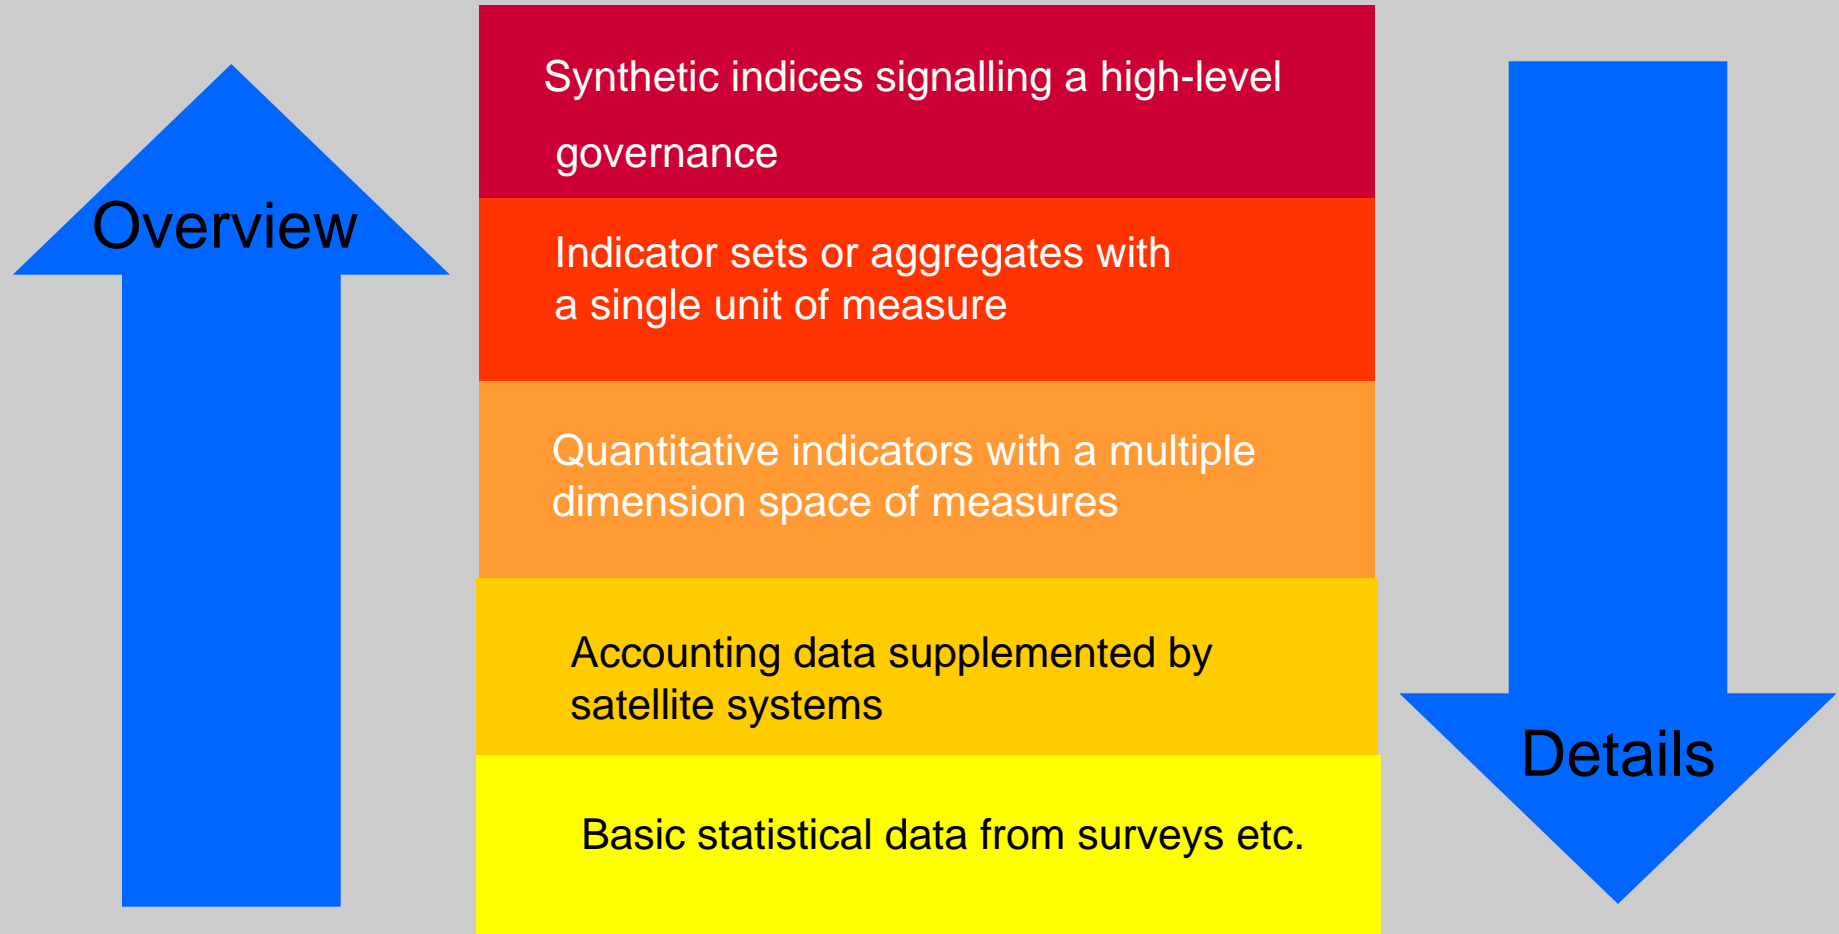 Overview
Synthetic indices signalling a high-level
governance
Indicator sets or aggregates with
a single unit of measure
Quantitative indicators with a multiple
dimension space of measures
Accounting data supplemented by
satellite systems
Basic statistical data from surveys etc.
Details